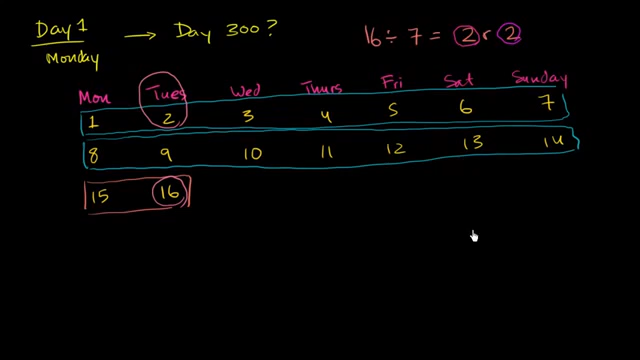 Day 1 → Day 300?
Monday
16 ÷ 7 = 2 r 2
Mon Tues Wed Thurs Fri Sat Sunday
1 2 3 4 5 6 7
8 9 10 11 12 13 14
15 16